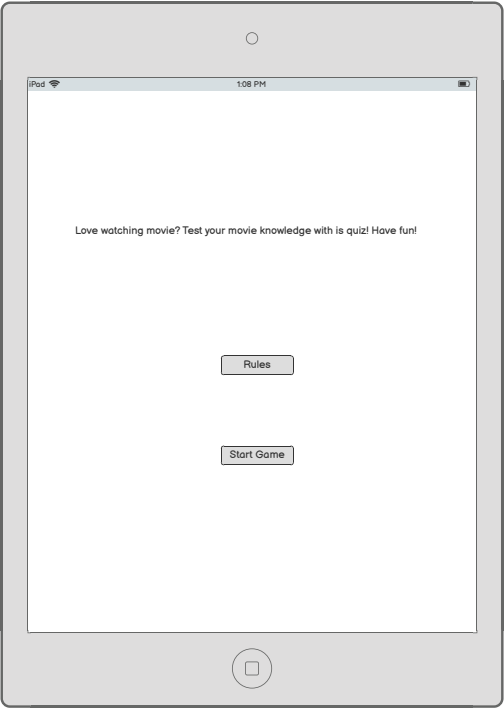 iPad 1:08 PM
Love watching movie? Test your movie knowledge with is quiz! Have fun!
Rules
Start Game